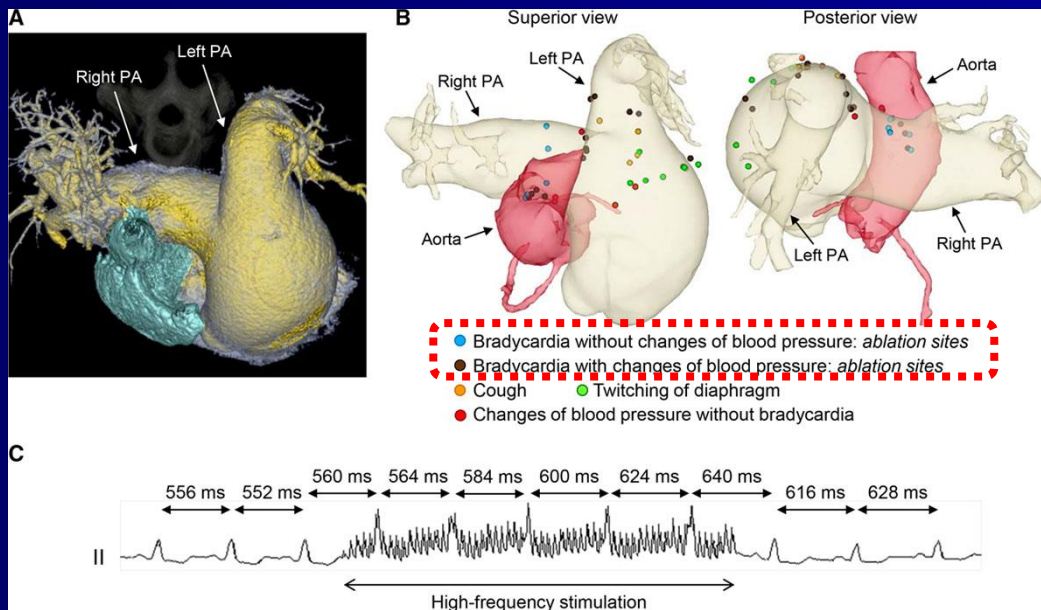 A
Left PA
Right PA
B
Superior view
Posterior view
Left PA
Right PA
Aorta
Aorta
Left PA
Right PA
Bradycardia without changes of blood pressure: ablation sites
Bradycardia with changes of blood pressure: ablation sites
Cough
Twitching of diaphragm
Changes of blood pressure without bradycardia
C
556 ms
552 ms
560 ms
564 ms
584 ms
600 ms
624 ms
640 ms
616 ms
628 ms
II
High-frequency stimulation